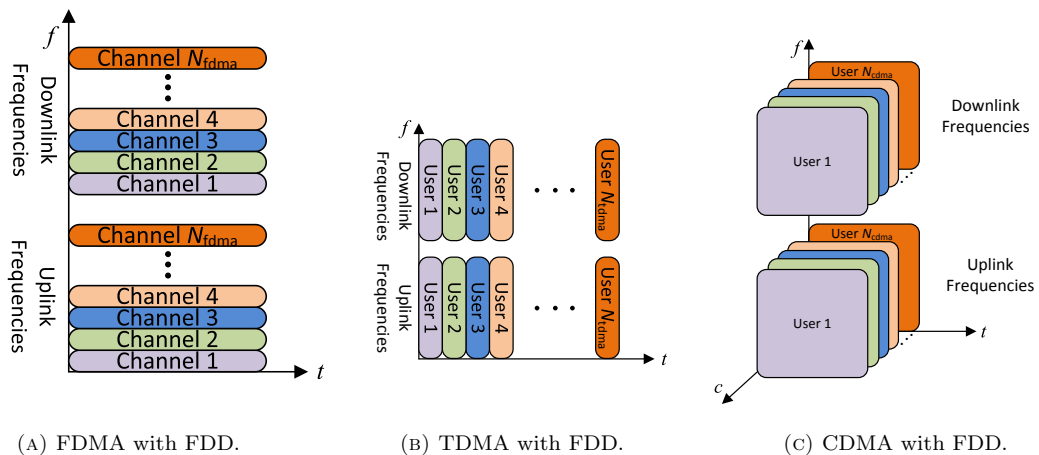 f
Downlink
Frequencies
Channel N_fdma
Channel 4
Channel 3
Channel 2
Channel 1
Uplink
Frequencies
Channel N_fdma
Channel 4
Channel 3
Channel 2
Channel 1
t
(A) FDMA with FDD.
f
Downlink
Frequencies
User 1
User 2
User 3
User 4
. . .
User N_tdma
Uplink
Frequencies
User 1
User 2
User 3
User 4
. . .
User N_tdma
t
(B) TDMA with FDD.
f
User N_cdma
User 1
Downlink
Frequencies
User N_cdma
User 1
Uplink
Frequencies
t
c
(C) CDMA with FDD.